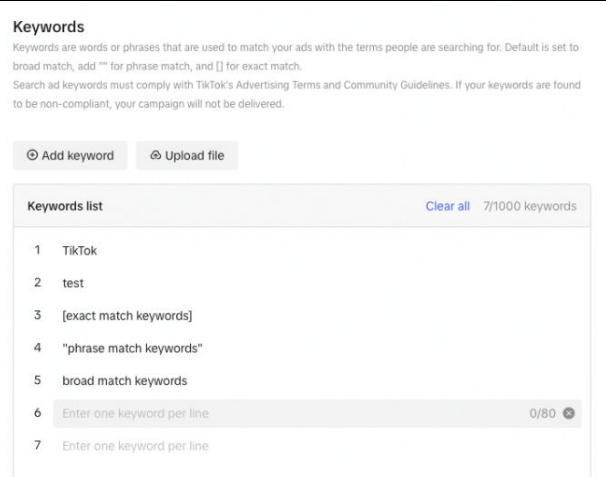 Keywords
Keywords are words or phrases that are used to match your ads with the terms people are searching for. Default is set to
broad match, add "" for phrase match, and [] for exact match.
Search ad keywords must comply with TikTok's Advertising Terms and Community Guidelines. If your keywords are found
to be non-compliant, your campaign will not be delivered.
Add keyword Upload file
Keywords list Clear all 7/1000 keywords
1 TikTok
2 test
3 [exact match keywords]
4 "phrase match keywords"
5 broad match keywords
6 Enter one keyword per line 0/80
7 Enter one keyword per line